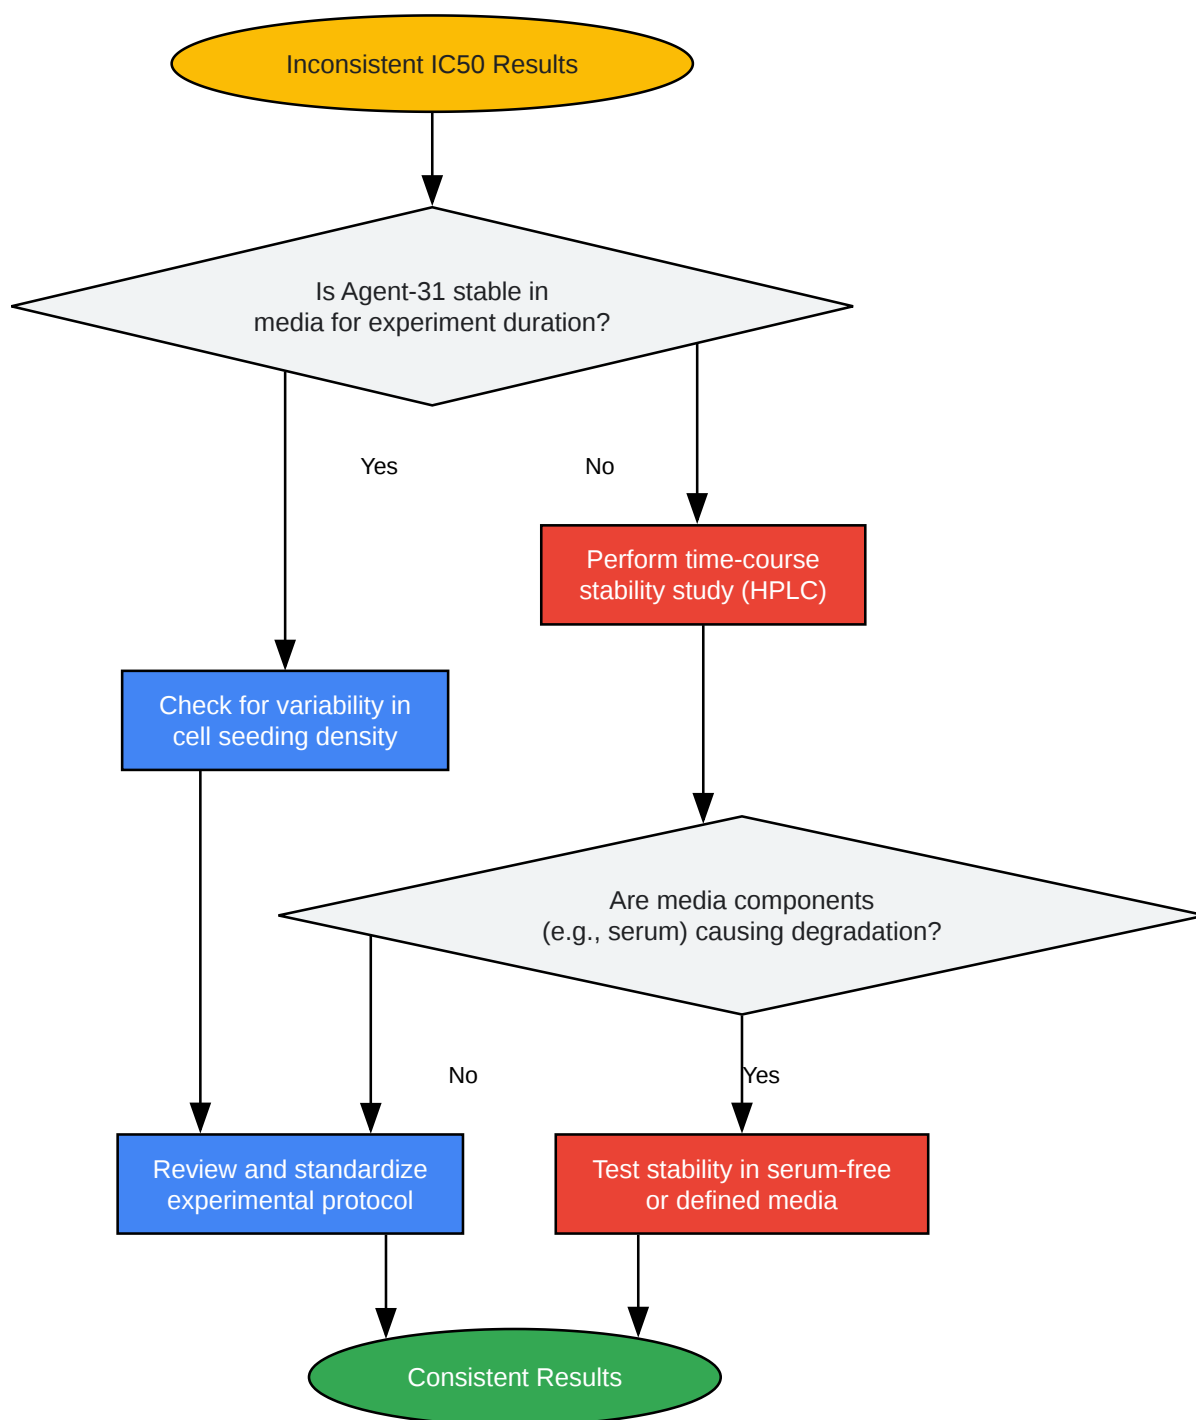 Inconsistent IC50 Results
Is Agent-31 stable in
media for experiment duration?
Yes
No
Perform time-course
stability study (HPLC)
Check for variability in
cell seeding density
Are media components
(e.g., serum) causing degradation?
No
Yes
Review and standardize
experimental protocol
Test stability in serum-free
or defined media
Consistent Results